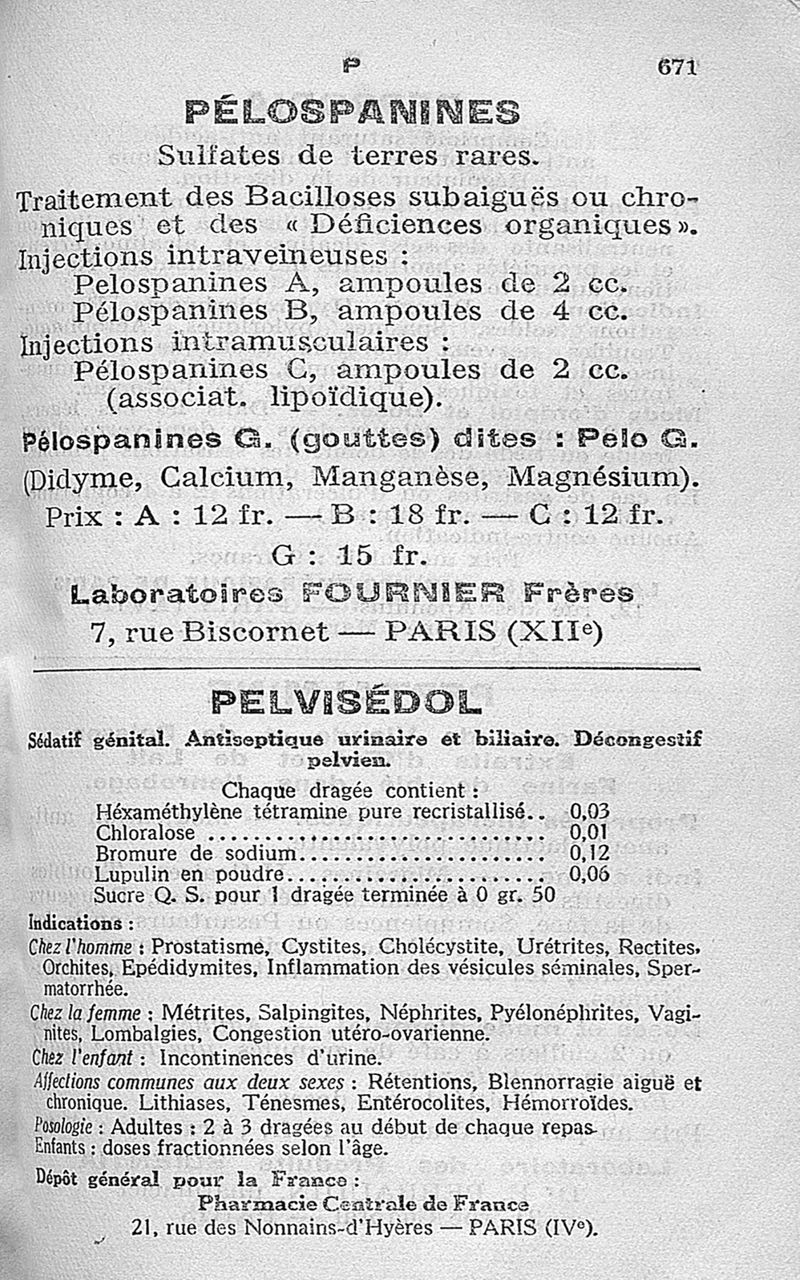 P 671
PÉLOSPANINES
Sulfates de terres rares.
Traitement des Bacilloses subaiguës ou chro-
niques et des « Déficiences organiques ».
Injections intraveineuses :
Pelospanines A, ampoules de 2 cc.
Pélospanines B, ampoules de 4 cc.
Injections intramusculaires :
Pélospanines C, ampoules de 2 cc.
(associat. lipoïdique).
Pélospanines G. (gouttes) dites : Pélo G.
(Didyme, Calcium, Manganèse, Magnésium).
Prix : A : 12 fr. — B : 18 fr. — C : 12 fr.
G : 15 fr.
Laboratoires FOURNIER Frères
7, rue Biscornet — PARIS (XIIe)
PELVISÉDOL
Sédatif génital. Antiseptique urinaire et biliaire. Décongestif
pelvien.
Chaque dragée contient :
Héxaméthylène tétramine pure recristallisé.. 0,03
Chloralose ........................ 0,01
Bromure de sodium........................ 0,12
Lupulin en poudre........................ 0,06
Sucre Q. S. pour 1 dragée terminée à 0 gr. 50
Indications :
Chez l'homme : Prostatisme, Cystites, Cholécystite, Urétrites, Rectites,
Orchites, Epédidymites, Inflammation des vésicules séminales, Sper-
matorrhée.
Chez la femme : Métrites, Salpingites, Néphrites, Pyélonéphrites, Vagi-
nites, Lombalgies, Congestion utéro-ovarienne.
Chez l'enfant : Incontinences d'urine.
Affections communes aux deux sexes : Rétentions, Blennorragie aiguë et
chronique. Lithiases, Ténesmes, Entérocolites, Hémorroïdes.
Posologie : Adultes : 2 à 3 dragées au début de chaque repas-
Enfants : doses fractionnées selon l'âge.
Dépôt général pour la France :
Pharmacie Centrale de France
21, rue des Nonnains-d'Hyères — PARIS (IVe).